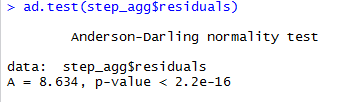 > ad.test(step_agg$residuals)
Anderson-Darling normality test
data:  step_agg$residuals
A = 8.634, p-value < 2.2e-16